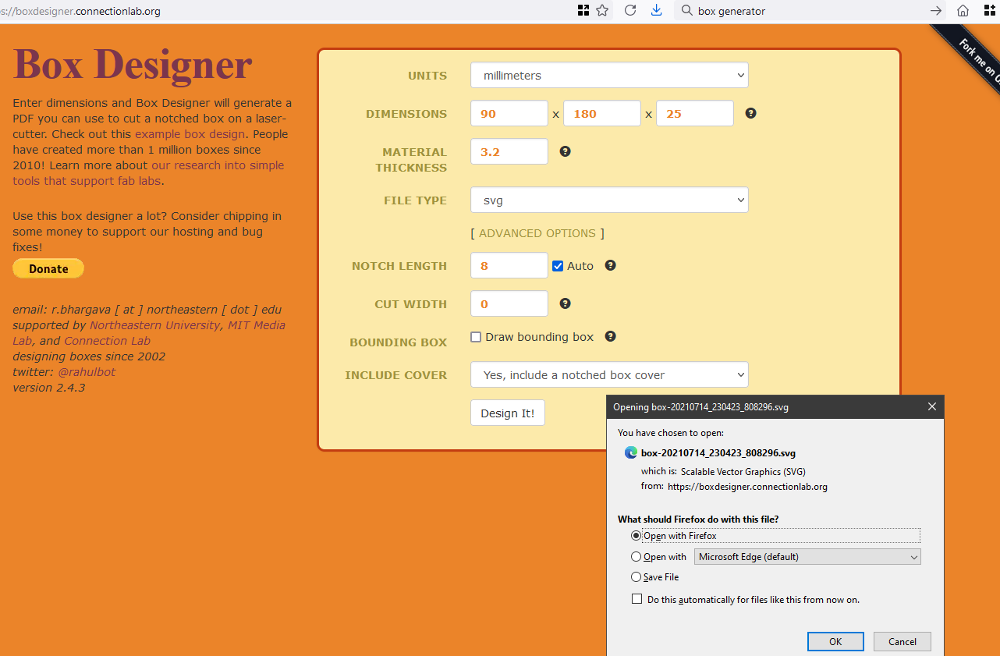 s://boxdesigner.connectionlab.org
box generator
Fork me on G
Box Designer
Enter dimensions and Box Designer will generate a
PDF you can use to cut a notched box on a laser-
cutter. Check out this example box design. People
have created more than 1 million boxes since
2010! Learn more about our research into simple
tools that support fab labs.
Use this box designer a lot? Consider chipping in
some money to support our hosting and bug
fixes!
Donate
email: r.bhargava [ at ] northeastern [ dot ] edu
supported by Northeastern University, MIT Media
Lab, and Connection Lab
designing boxes since 2002
twitter: @rahulbot
version 2.4.3
UNITS millimeters
DIMENSIONS 90 x 180 x 25 ?
MATERIAL
THICKNESS 3.2 ?
FILE TYPE svg
[ ADVANCED OPTIONS ]
NOTCH LENGTH 8 Auto ?
CUT WIDTH 0 ?
BOUNDING BOX Draw bounding box ?
INCLUDE COVER Yes, include a notched box cover
Design It!
Opening box-20210714_230423_808296.svg
You have chosen to open:
box-20210714_230423_808296.svg
which is: Scalable Vector Graphics (SVG)
from: https://boxdesigner.connectionlab.org
What should Firefox do with this file?
Open with Firefox
Open with Microsoft Edge (default)
Save File
Do this automatically for files like this from now on.
OK Cancel